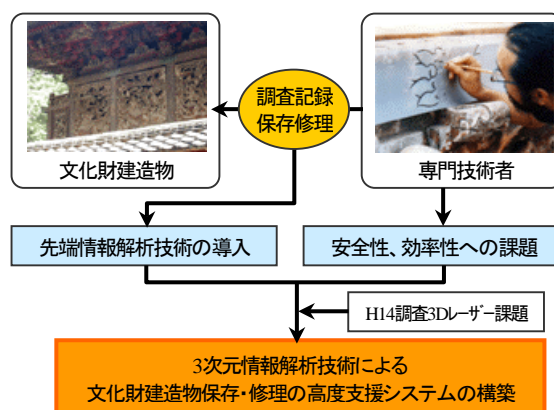 調査記録
保存修理
文化財建造物
専門技術者
先端情報解析技術の導入
安全性、効率性への課題
H14調査3Dレーザー課題
3次元情報解析技術による
文化財建造物保存・修理の高度支援システムの構築